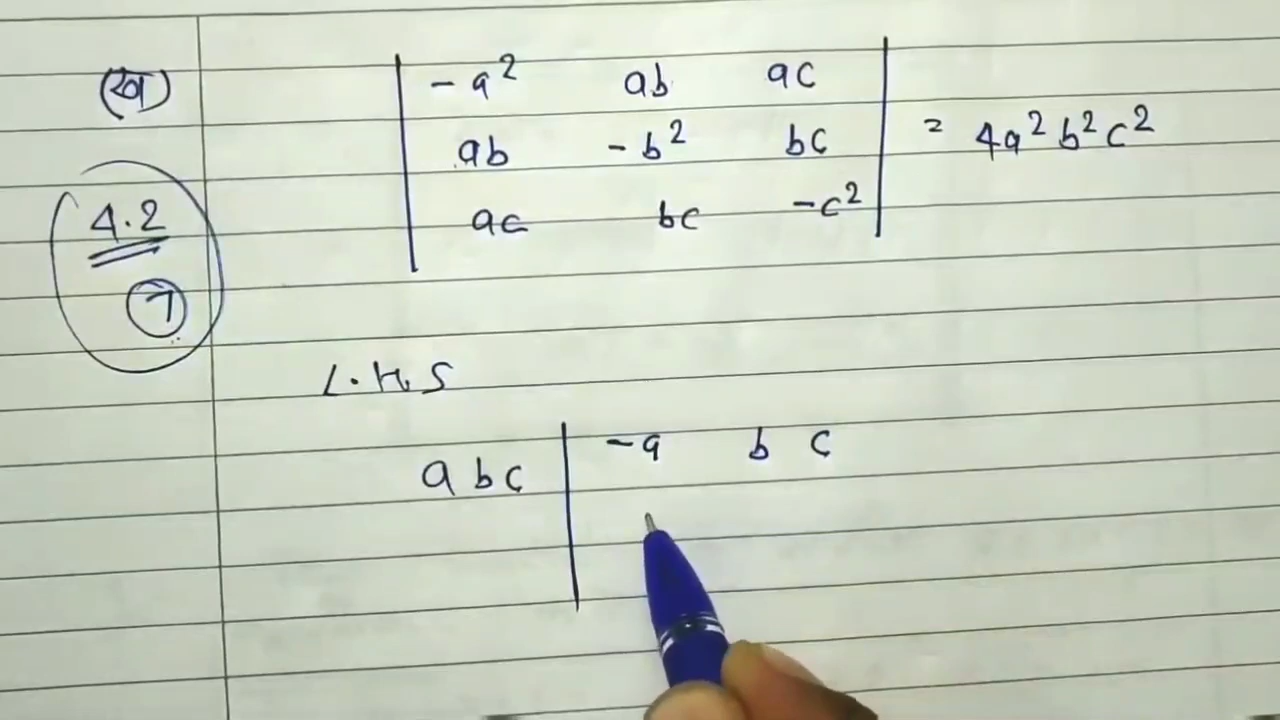 (ख)
| -a² ab ac |
| ab -b² bc | = 4a²b²c²
| ac bc -c² |
4.2
7
L.H.S
abc | -a b c